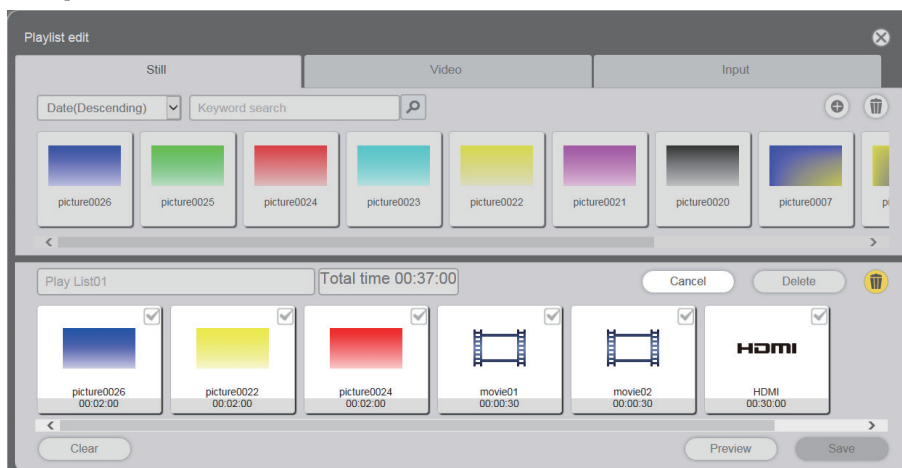 Playlist edit
Still Video Input
Date(Descending) Keyword search
picture0026 picture0025 picture0024 picture0023 picture0022 picture0021 picture0020 picture0007
Play List01 Total time 00:37:00 Cancel Delete
HDMI
picture0026 picture0022 picture0024 movie01 movie02 HDMI
00:02:00 00:02:00 00:02:00 00:00:30 00:00:30 00:30:00
Clear Preview Save